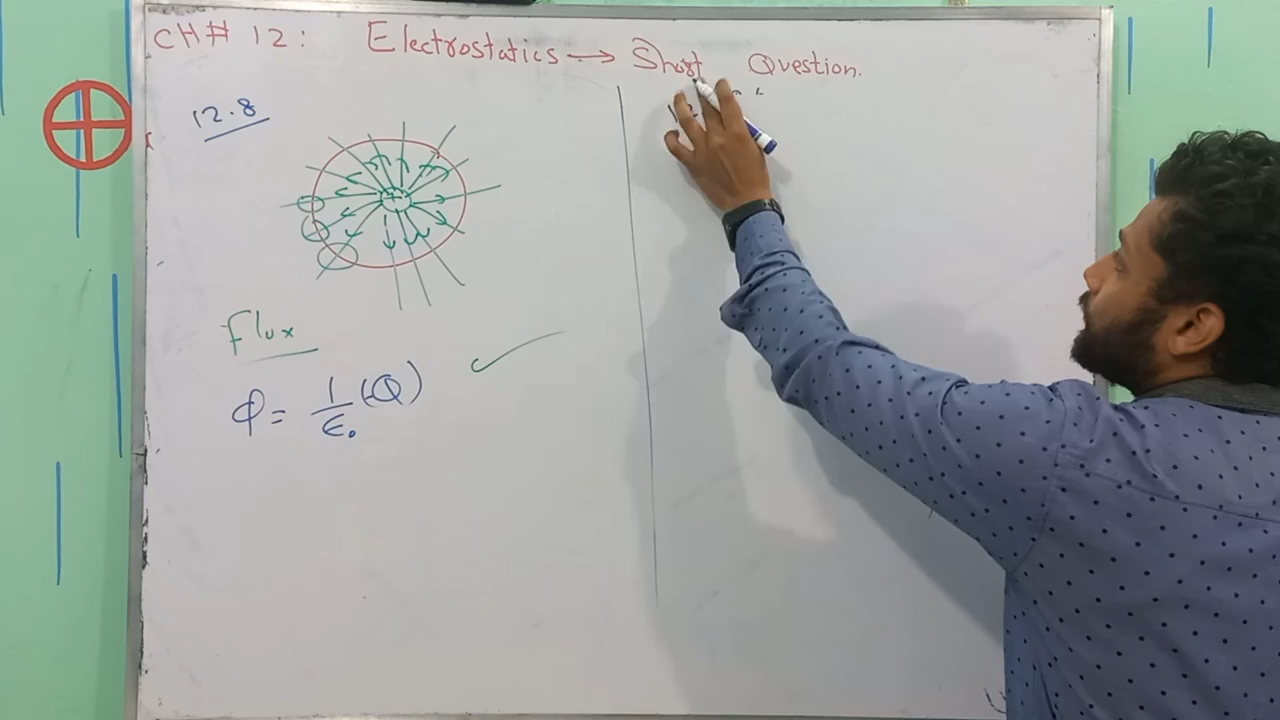 CH# 12: Electrostatics → Short Question.
12.8
Flux
φ = 1/ε₀ (Q)